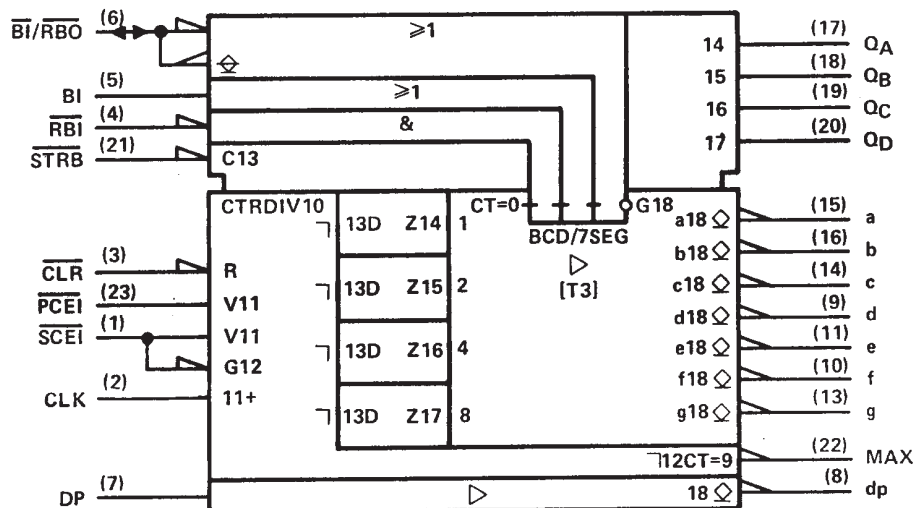 BI/RBO (6) ≥1 14 (17) QA
15 (18) QB
BI (5) ≥1 16 (19) QC
RBI (4) & 17 (20) QD
STRB (21) C13
CTRDIV10 13D Z14 1 CT=0 G18 a18 (15) a
BCD/7SEG b18 (16) b
CLR (3) R 13D Z15 2 [T3] c18 (14) c
PCEI (23) V11 d18 (9) d
SCEI (1) V11 13D Z16 4 e18 (11) e
G12 f18 (10) f
CLK (2) 11+ 13D Z17 8 g18 (13) g
12CT=9 (22) MAX
DP (7) 18 (8) dp